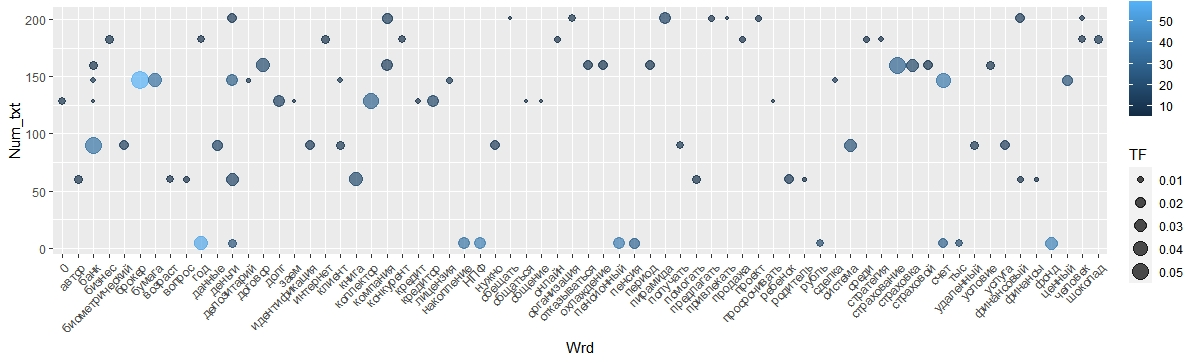 200
150
100
50
0
Num_txt
0
автор
банк
бизнес
биометрический
брокер
бумага
возраст
вопрос
год
данные
деньги
депозитарий
договор
долг
заем
идентификация
интернет
клиент
книга
коллектор
компания
конкурент
кредит
кредитор
лицензия
накопление
НПФ
нужно
обещать
общаться
общение
онлайн
организация
отказываться
охлаждение
пенсионный
пенсия
период
пирамида
получать
помогать
предлагать
привлекать
продажа
проект
просрочивать
ребенок
родитель
рубль
сделка
система
среди
стратегия
страхование
страховка
страховой
счет
тыс
удаленный
условие
услуга
финансовый
финансы
фонд
ценный
человек
шоколад
Wrd
50
40
30
20
10
TF
0.01
0.02
0.03
0.04
0.05